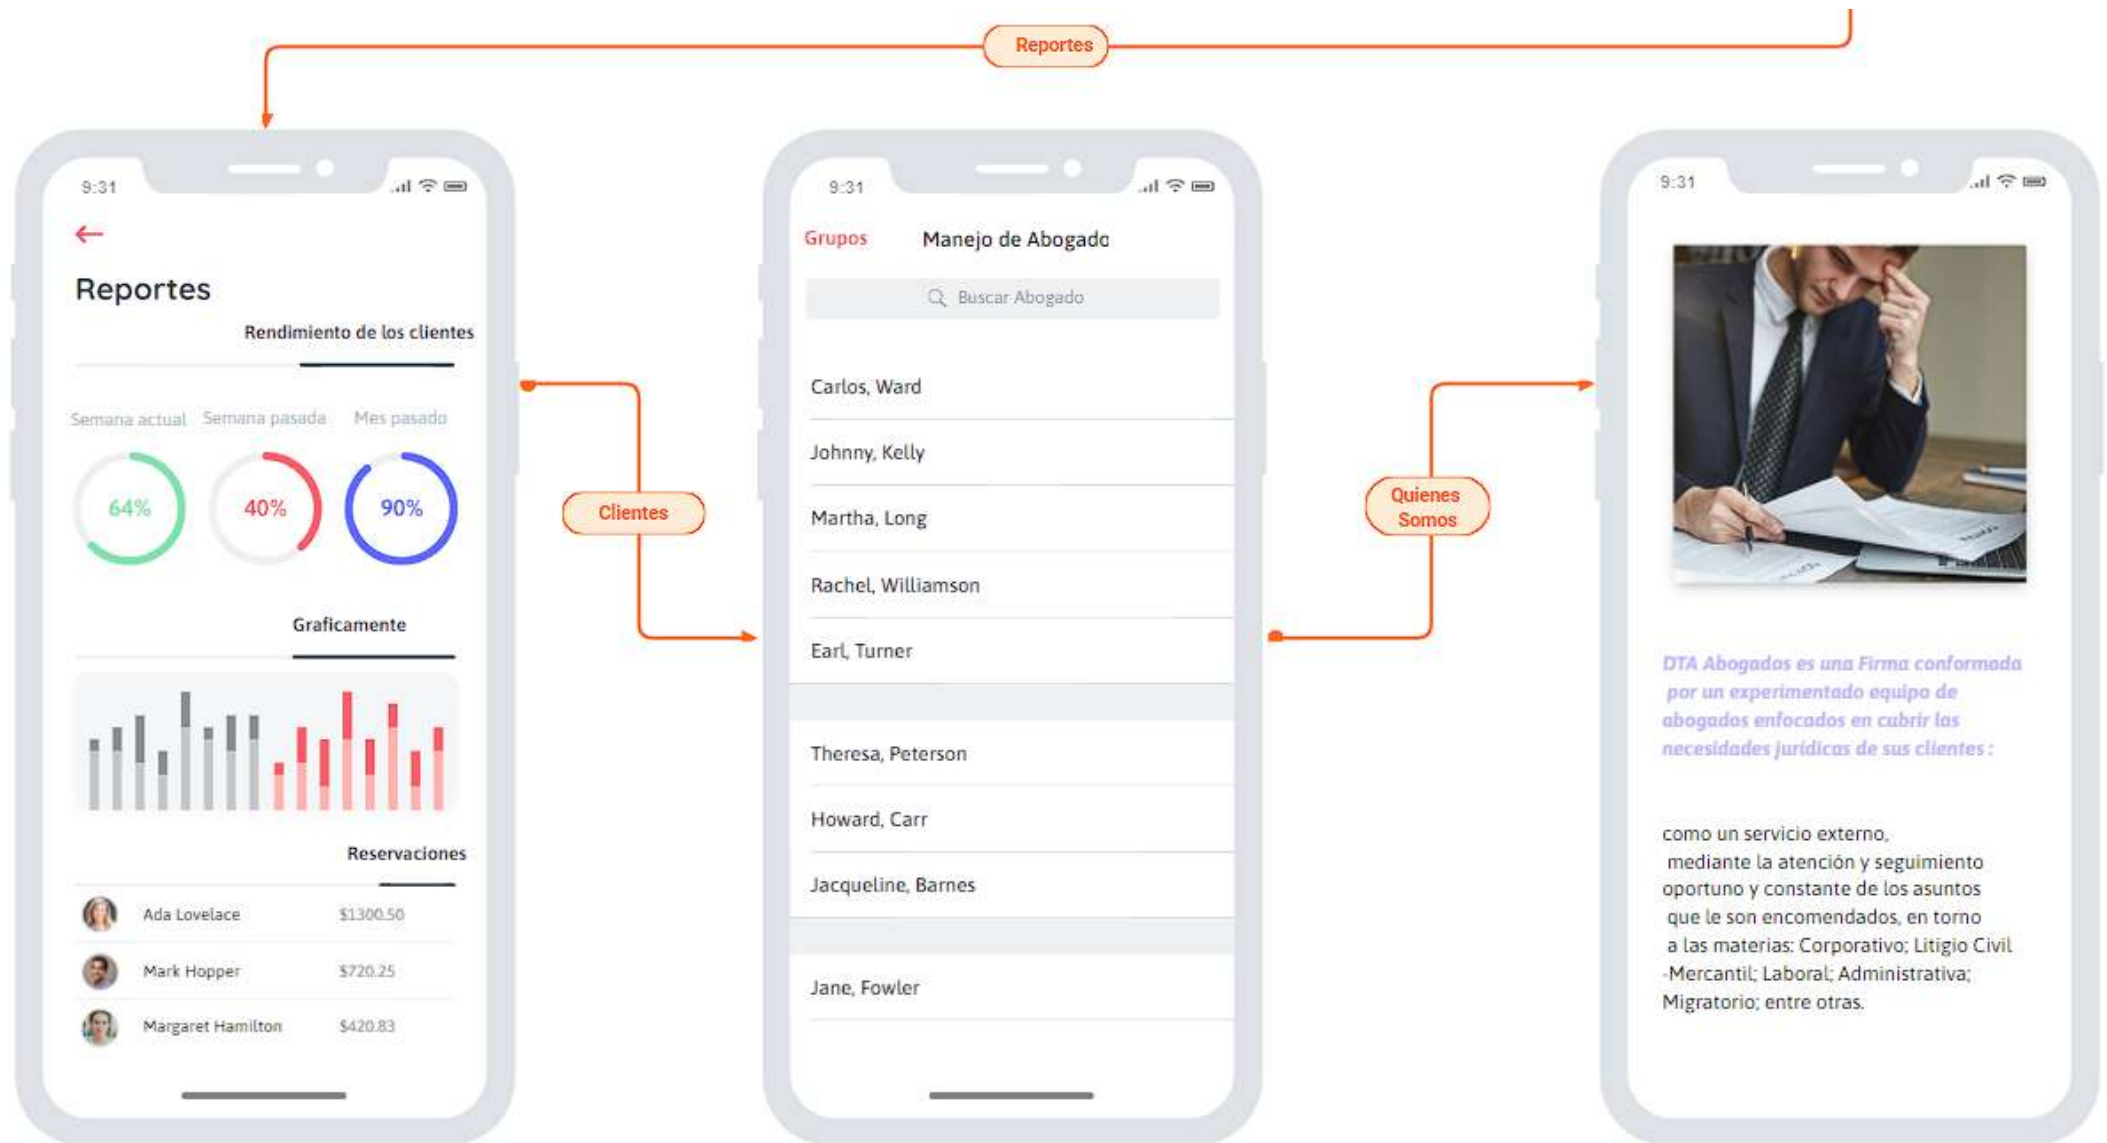 Reportes
9:31
Reportes
Rendimiento de los clientes
Semana actual
Semana pasada
Mes pasado
64%
40%
90%
Graficamente
Reservaciones
Ada Lovelace
$1300.50
Mark Hopper
$720.25
Margaret Hamilton
$420.83
Clientes
9:31
Grupos
Manejo de Abogado
Buscar Abogado
Carlos, Ward
Johnny, Kelly
Martha, Long
Rachel, Williamson
Earl, Turner
Theresa, Peterson
Howard, Carr
Jacqueline, Barnes
Jane, Fowler
Quienes
Somos
9:31
DTA Abogados es una Firma conformada
por un experimentado equipo de
abogados enfocados en cubrir las
necesidades jurídicas de sus clientes :
como un servicio externo,
mediante la atención y seguimiento
oportuno y constante de los asuntos
que le son encomendados, en torno
a las materias: Corporativo; Litigio Civil
-Mercantil; Laboral; Administrativa;
Migratorio; entre otras.